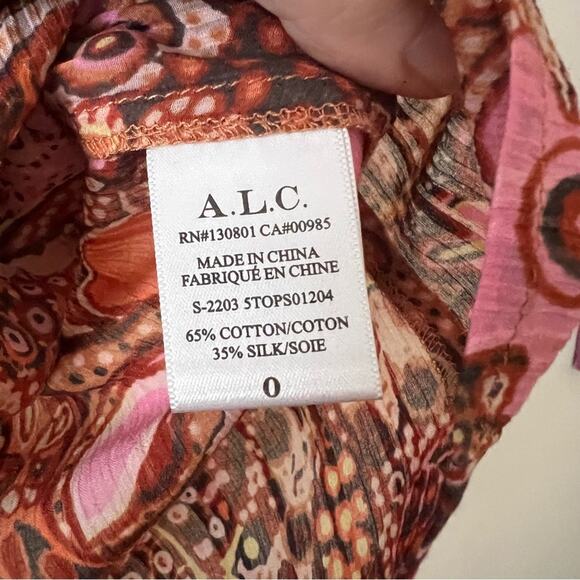 A.L.C.
RN#130801 CA#00985
MADE IN CHINA
FABRIQUÉ EN CHINE
S-2203 5TOPS01204
65% COTTON/COTON
35% SILK/SOIE
0